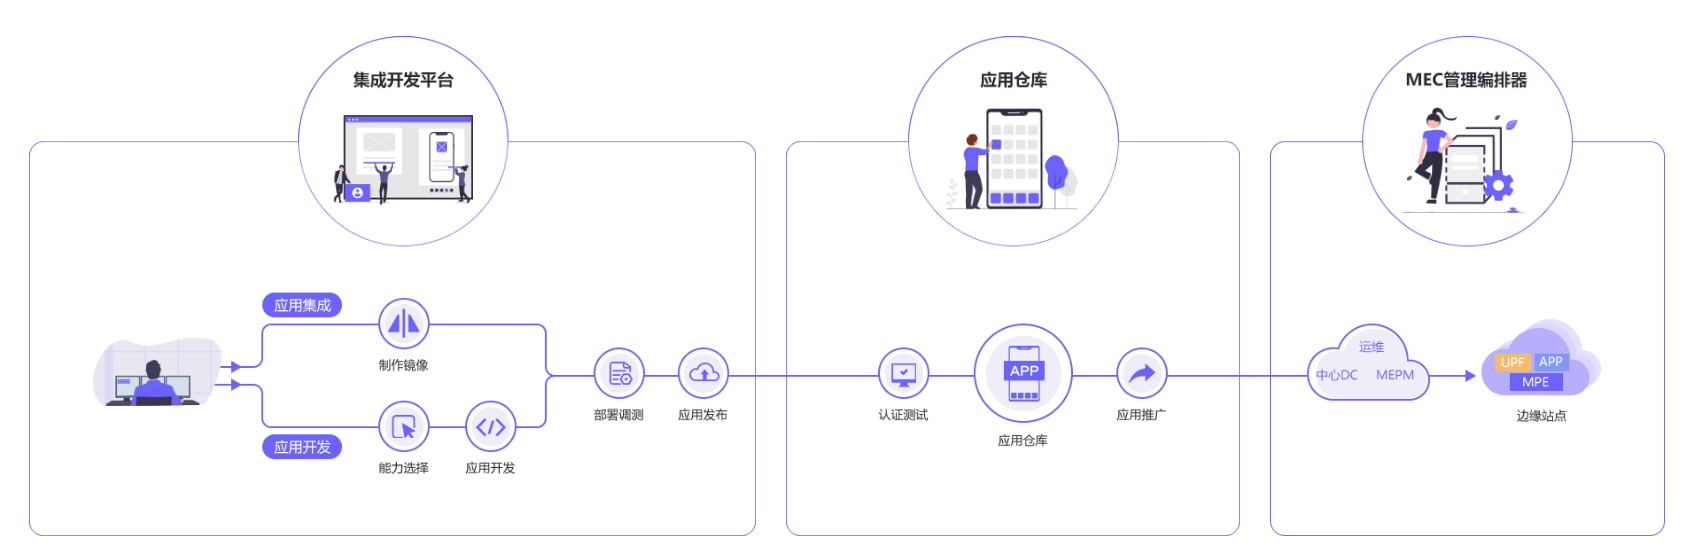 集成开发平台
应用仓库
MEC管理编排器
应用集成
制作镜像
应用开发
能力选择
应用开发
部署调测
应用发布
认证测试
APP
应用仓库
应用推广
运维
中心DC
MEPM
UPF
APP
MPE
边缘站点